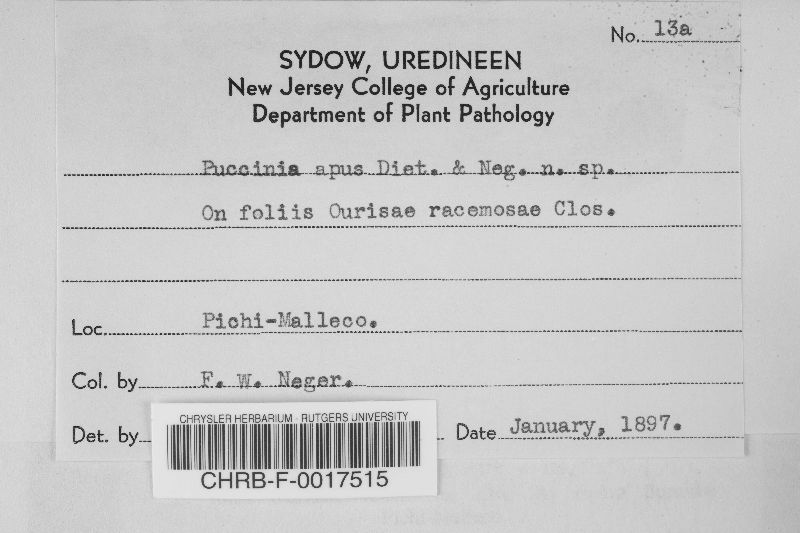 No. 13a
SYDOW, UREDINEEN
New Jersey College of Agriculture
Department of Plant Pathology
Puccinia apus Diet. & Neg. n. sp.
On foliis Ourisae racemosae Clos.
Loc. Pichi-Malleco.
Col. by F. W. Neger.
Det. by
Date January, 1897.
CHRYSLER HERBARIUM - RUTGERS UNIVERSITY
CHRB-F-0017515